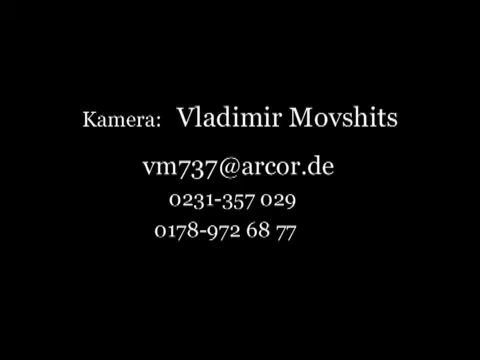 Kamera: Vladimir Movshits
vm737@arcor.de
0231-357 029
0178-972 68 77